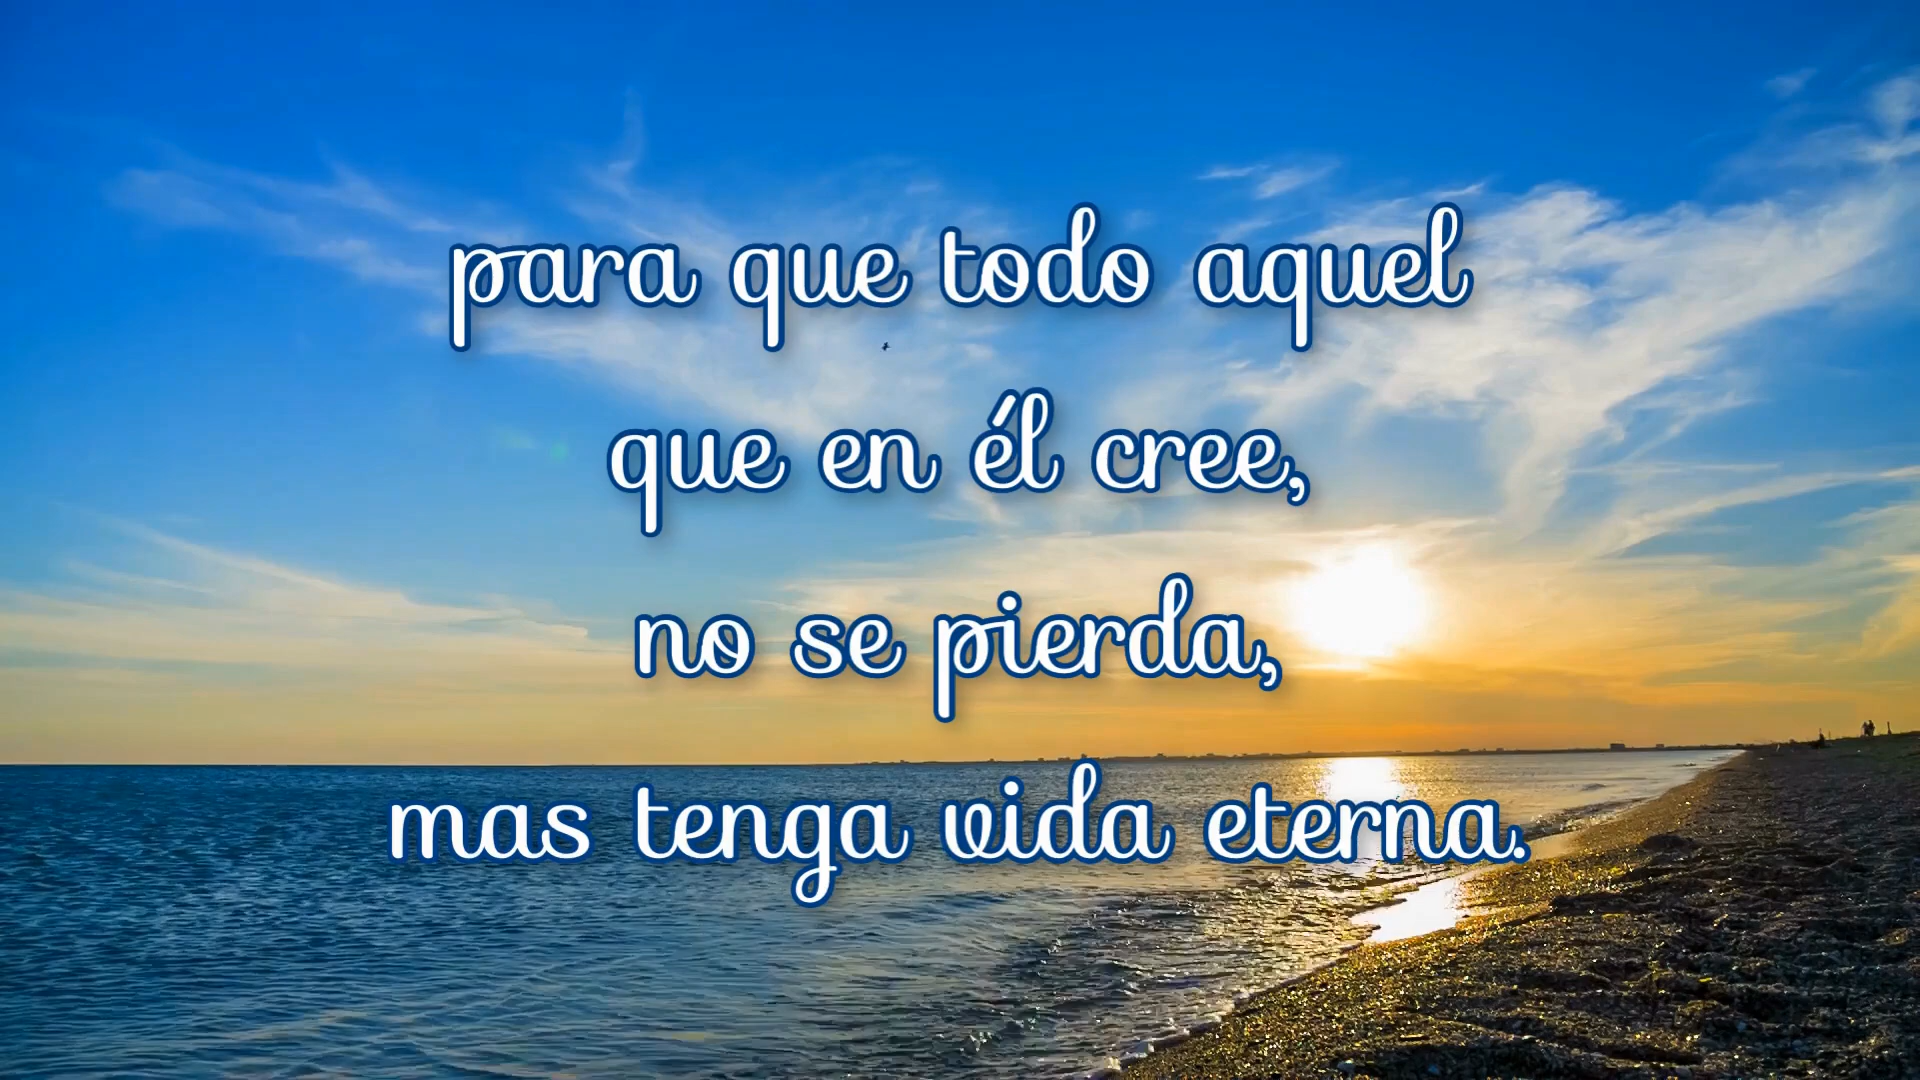 para que todo aquel
que en él cree,
no se pierda,
mas tenga vida eterna.